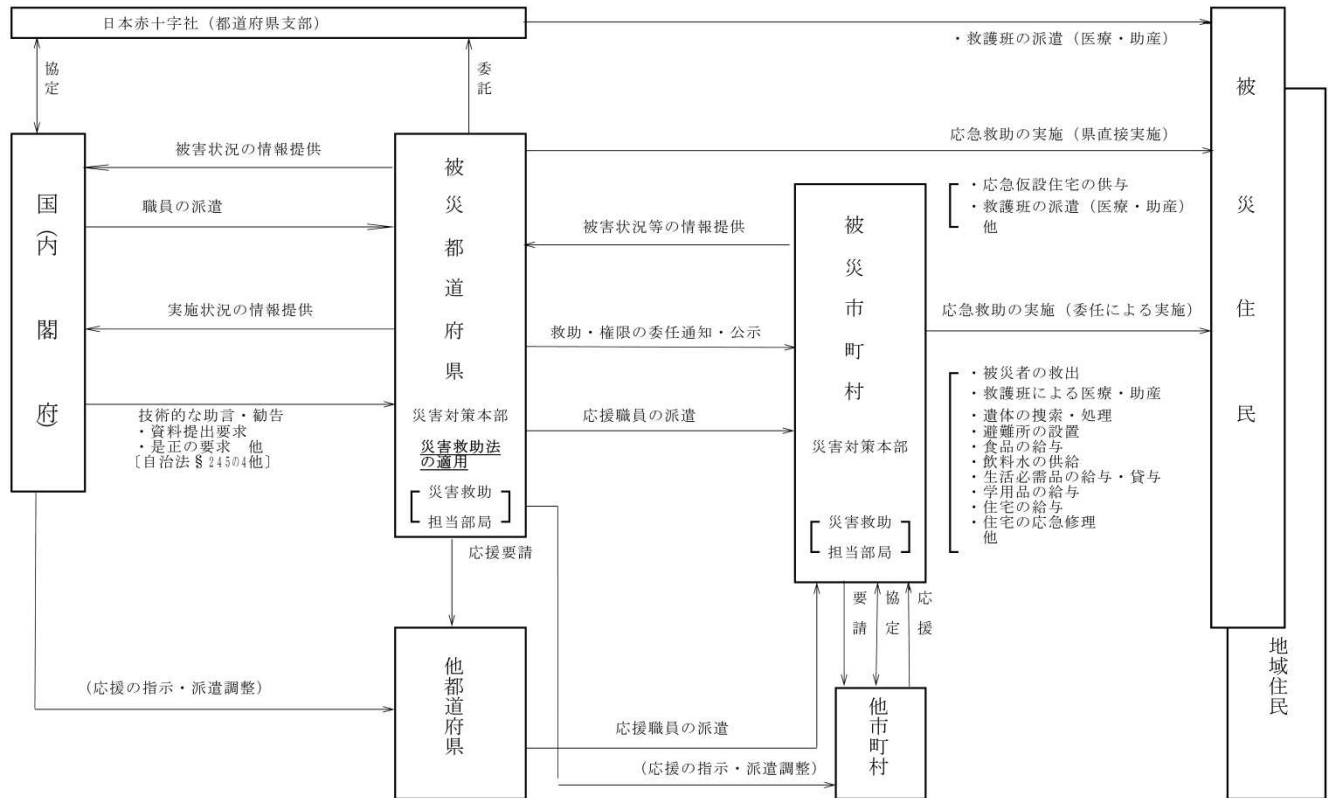 日本赤十字社（都道府県支部）
・救護班の派遣（医療・助産）
協定
委託
国（内閣府）
被害状況の情報提供
職員の派遣
実施状況の情報提供
技術的な助言・勧告
・資料提出要求
・是正の要求　他
〔自治法§245の4他〕
(応援の指示・派遣調整)
被災都道府県
災害対策本部
災害救助法
の適用
災害救助
担当部局
応援要請
他都道府県
被害状況等の情報提供
救助・権限の委任通知・公示
応援職員の派遣
応援職員の派遣
(応援の指示・派遣調整)
被災市町村
災害対策本部
災害救助
担当部局
要請
協定
応援
他市町村
応急救助の実施（県直接実施）
・応急仮設住宅の供与
・救護班の派遣（医療・助産）
他
応急救助の実施（委任による実施）
・被災者の救出
・救護班による医療・助産
・遺体の捜索・処理
・避難所の設置
・食品の給与
・飲料水の供給
・生活必需品の給与・貸与
・学用品の給与
・住宅の給与
・住宅の応急修理
他
被災住民
地域住民